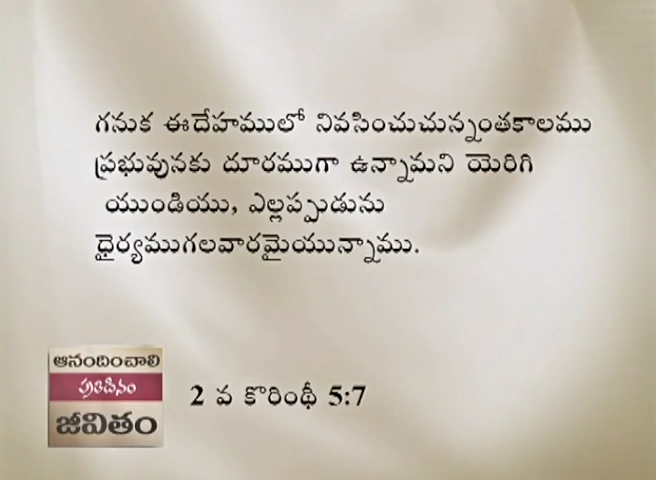 గనుక ఈదేహములో నివసించుచున్నంతకాలము
ప్రభువునకు దూరముగా ఉన్నామని యెరిగి
యుండియు, ఎల్లప్పుడును
ధైర్యముగలవారమైయున్నాము.
ఆనందించాలి
ప్రతిదినం
జీవితం
2 వ కొరింథీ 5:7